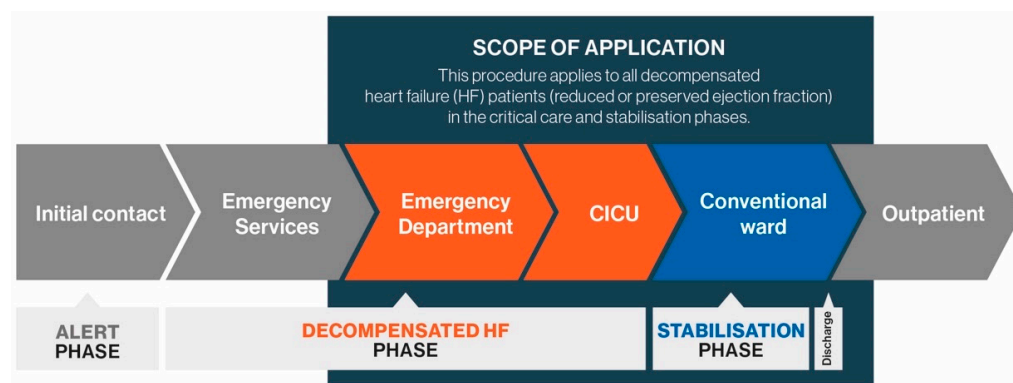 SCOPE OF APPLICATION
This procedure applies to all decompensated
heart failure (HF) patients (reduced or preserved ejection fraction)
in the critical care and stabilisation phases.
Initial contact
Emergency
Services
Emergency
Department
CICU
Conventional
ward
Outpatient
ALERT
PHASE
DECOMPENSATED HF
PHASE
STABILISATION
PHASE
Discharge